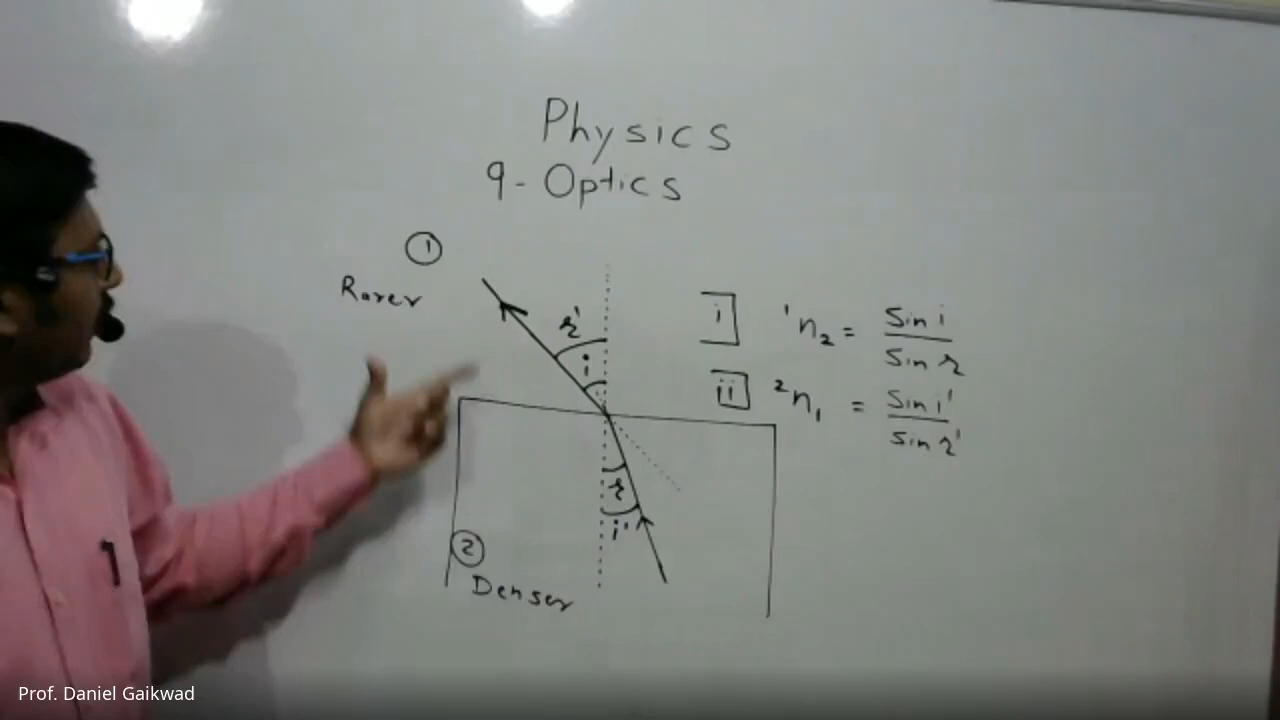 Physics
9 - Optics
1
Rarer
r'
i
i] ¹n₂ = sin i / sin r
ii] ²n₁ = sin i' / sin r'
r
i'
2
Denser
Prof. Daniel Gaikwad